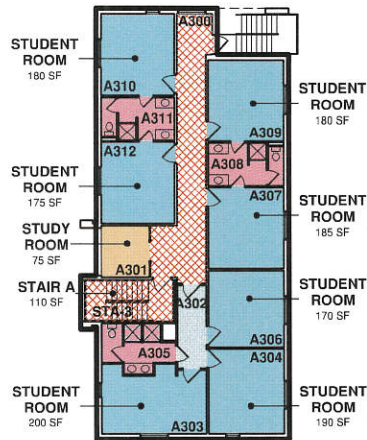 A300
STUDENT
ROOM
180 SF
A310
A311
A312
STUDENT
ROOM
175 SF
STUDY
ROOM
75 SF
A301
STAIR A
110 SF
STA-3
A302
A305
STUDENT
ROOM
200 SF
A303
STUDENT
ROOM
180 SF
A309
A308
A307
STUDENT
ROOM
185 SF
STUDENT
ROOM
170 SF
A306
A304
STUDENT
ROOM
190 SF